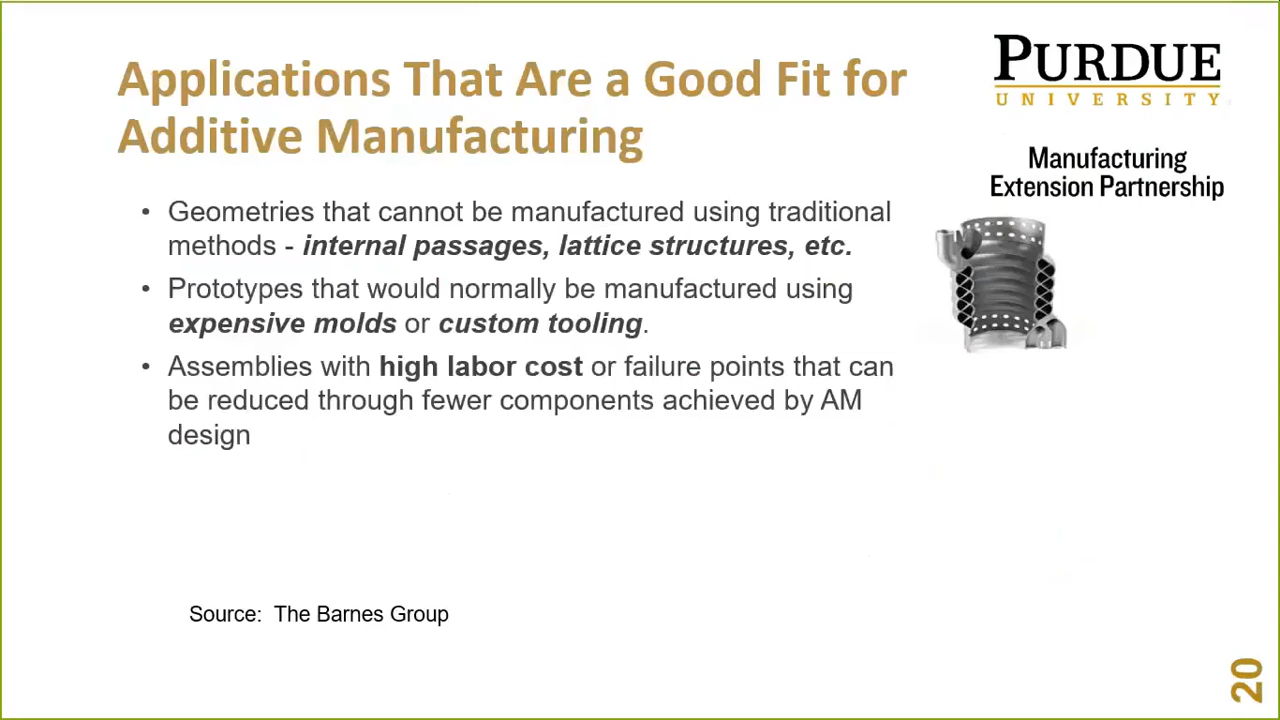 Applications That Are a Good Fit for
Additive Manufacturing
PURDUE
UNIVERSITY
Manufacturing
Extension Partnership
• Geometries that cannot be manufactured using traditional
methods - internal passages, lattice structures, etc.
• Prototypes that would normally be manufactured using
expensive molds or custom tooling.
• Assemblies with high labor cost or failure points that can
be reduced through fewer components achieved by AM
design
Source:  The Barnes Group
20